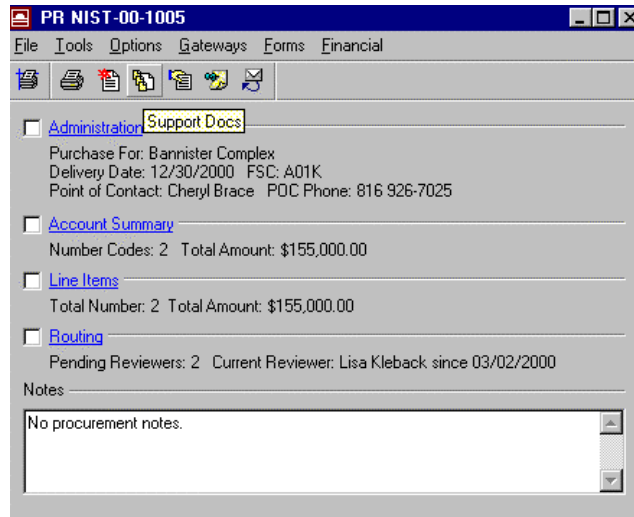 PR NIST-00-1005
File Tools Options Gateways Forms Financial
Support Docs
Administration
Purchase For: Bannister Complex
Delivery Date: 12/30/2000 FSC: A01K
Point of Contact: Cheryl Brace POC Phone: 816 926-7025
Account Summary
Number Codes: 2 Total Amount: $155,000.00
Line Items
Total Number: 2 Total Amount: $155,000.00
Routing
Pending Reviewers: 2 Current Reviewer: Lisa Kleback since 03/02/2000
Notes
No procurement notes.